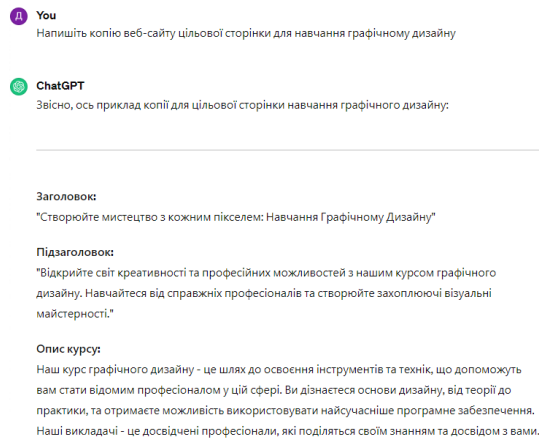 Д
You
Напишіть копію веб-сайту цільової сторінки для навчання графічному дизайну
ChatGPT
Звісно, ось приклад копії для цільової сторінки навчання графічного дизайну:
Заголовок:
"Створюйте мистецтво з кожним пікселем: Навчання Графічному Дизайну"
Підзаголовок:
"Відкрийте світ креативності та професійних можливостей з нашим курсом графічного
дизайну. Навчайтеся від справжніх професіоналів та створюйте захоплюючі візуальні
майстерності."
Опис курсу:
Наш курс графічного дизайну - це шлях до освоєння інструментів та технік, що допоможуть
вам стати відомим професіоналом у цій сфері. Ви дізнаєтеся основи дизайну, від теорії до
практики, та отримаєте можливість використовувати найсучасніше програмне забезпечення.
Наші викладачі - це досвідчені професіонали, які поділяться своїм знанням та досвідом з вами.